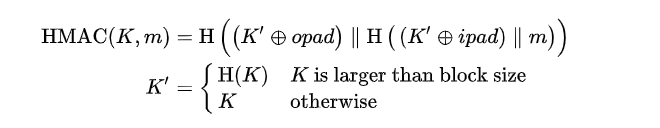 HMAC(K, m) = H((K′ ⊕ opad) ∥ H((K′ ⊕ ipad) ∥ m))
K′ = { H(K) K is larger than block size
K otherwise